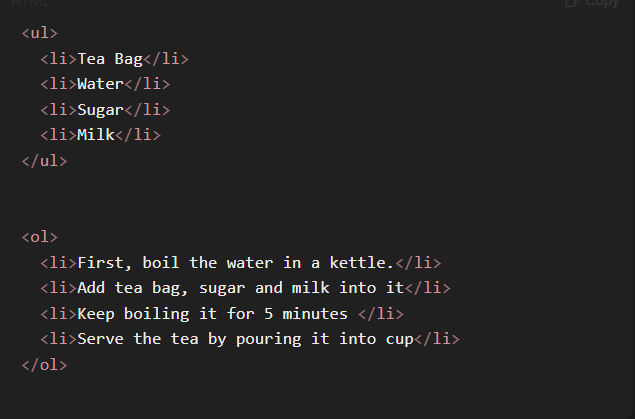 HTML
Copy
<ul>
  <li>Tea Bag</li>
  <li>Water</li>
  <li>Sugar</li>
  <li>Milk</li>
</ul>
<ol>
  <li>First, boil the water in a kettle.</li>
  <li>Add tea bag, sugar and milk into it</li>
  <li>Keep boiling it for 5 minutes </li>
  <li>Serve the tea by pouring it into cup</li>
</ol>